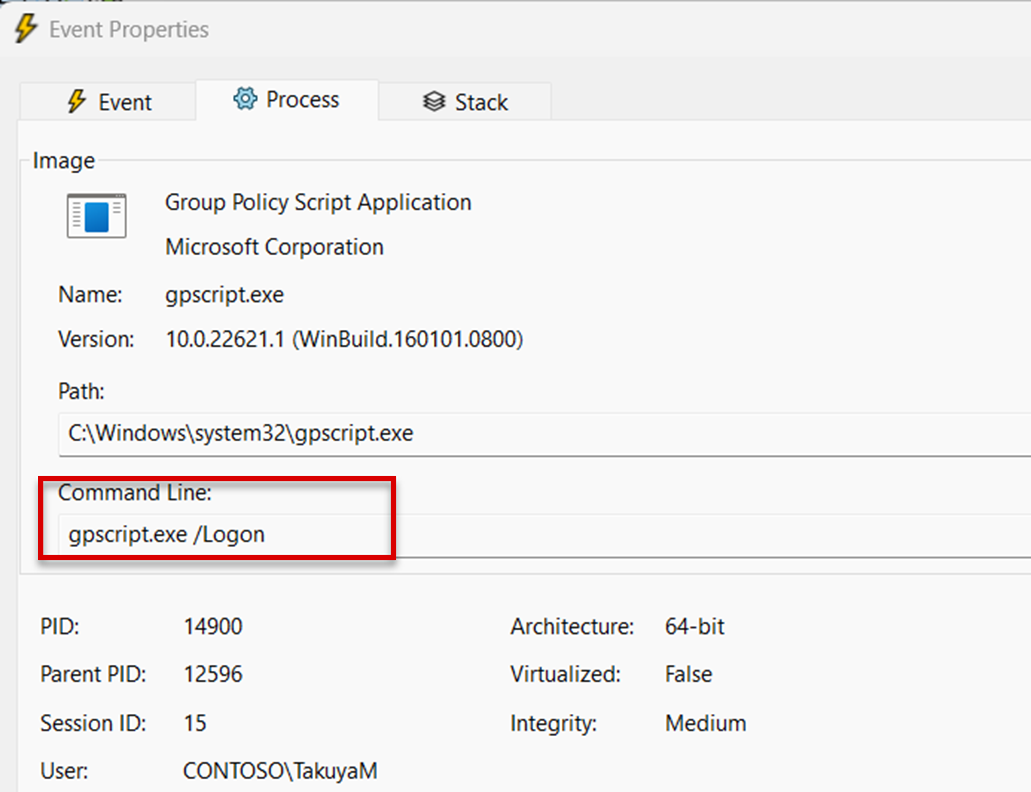 Event Properties
Event Process Stack
Image
Group Policy Script Application
Microsoft Corporation
Name: gpscript.exe
Version: 10.0.22621.1 (WinBuild.160101.0800)
Path:
C:\Windows\system32\gpscript.exe
Command Line:
gpscript.exe /Logon
PID: 14900 Architecture: 64-bit
Parent PID: 12596 Virtualized: False
Session ID: 15 Integrity: Medium
User: CONTOSO\TakuyaM